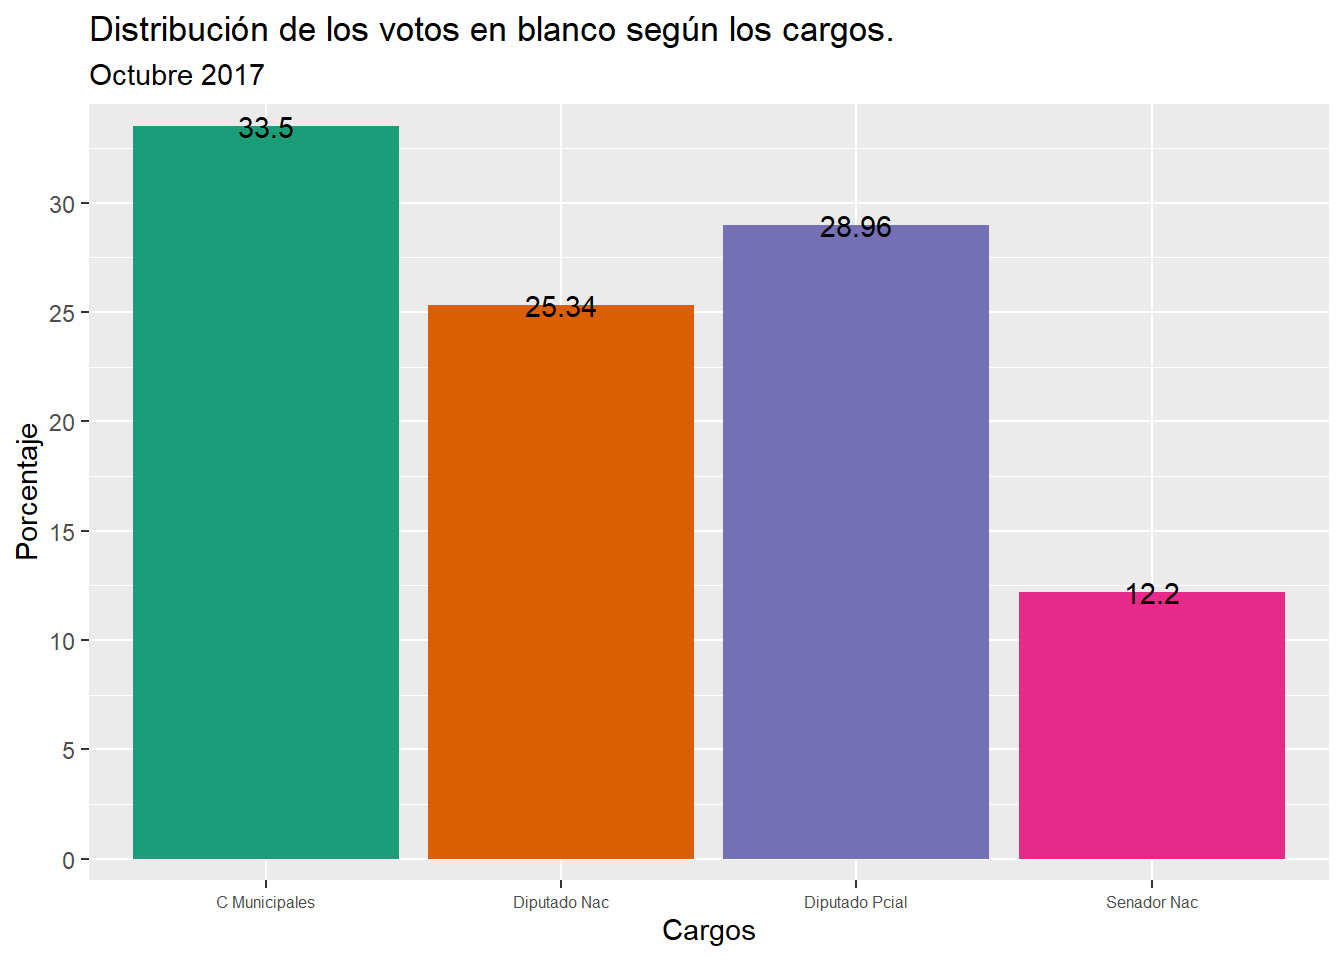 Distribución de los votos en blanco según los cargos.
Octubre 2017
33.5
28.96
25.34
12.2
30
25
20
15
10
5
0
Porcentaje
C Municipales
Diputado Nac
Diputado Pcial
Senador Nac
Cargos